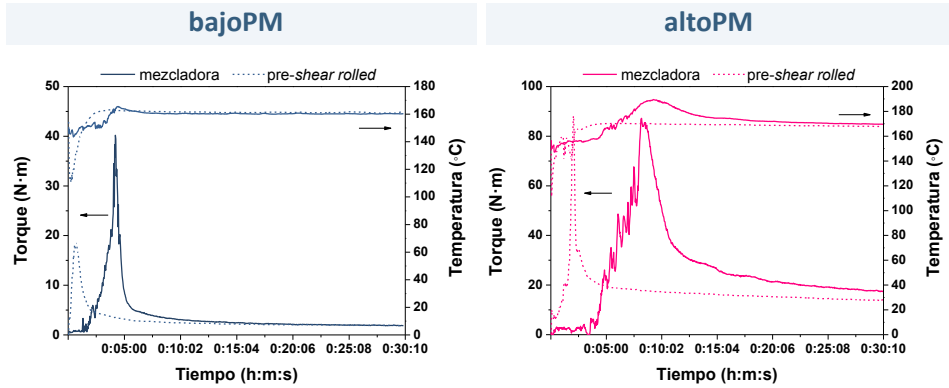 bajoPM
mezcladora pre-shear rolled
Torque (N·m)
50
40
30
20
10
0
180
160
140
120
100
80
60
40
20
0
Temperatura (°C)
0:05:00 0:10:02 0:15:04 0:20:06 0:25:08 0:30:10
Tiempo (h:m:s)
altoPM
mezcladora pre-shear rolled
Torque (N·m)
100
80
60
40
20
0
200
180
160
140
120
100
80
60
40
20
0
Temperatura (°C)
0:05:00 0:10:02 0:15:04 0:20:06 0:25:08 0:30:10
Tiempo (h:m:s)